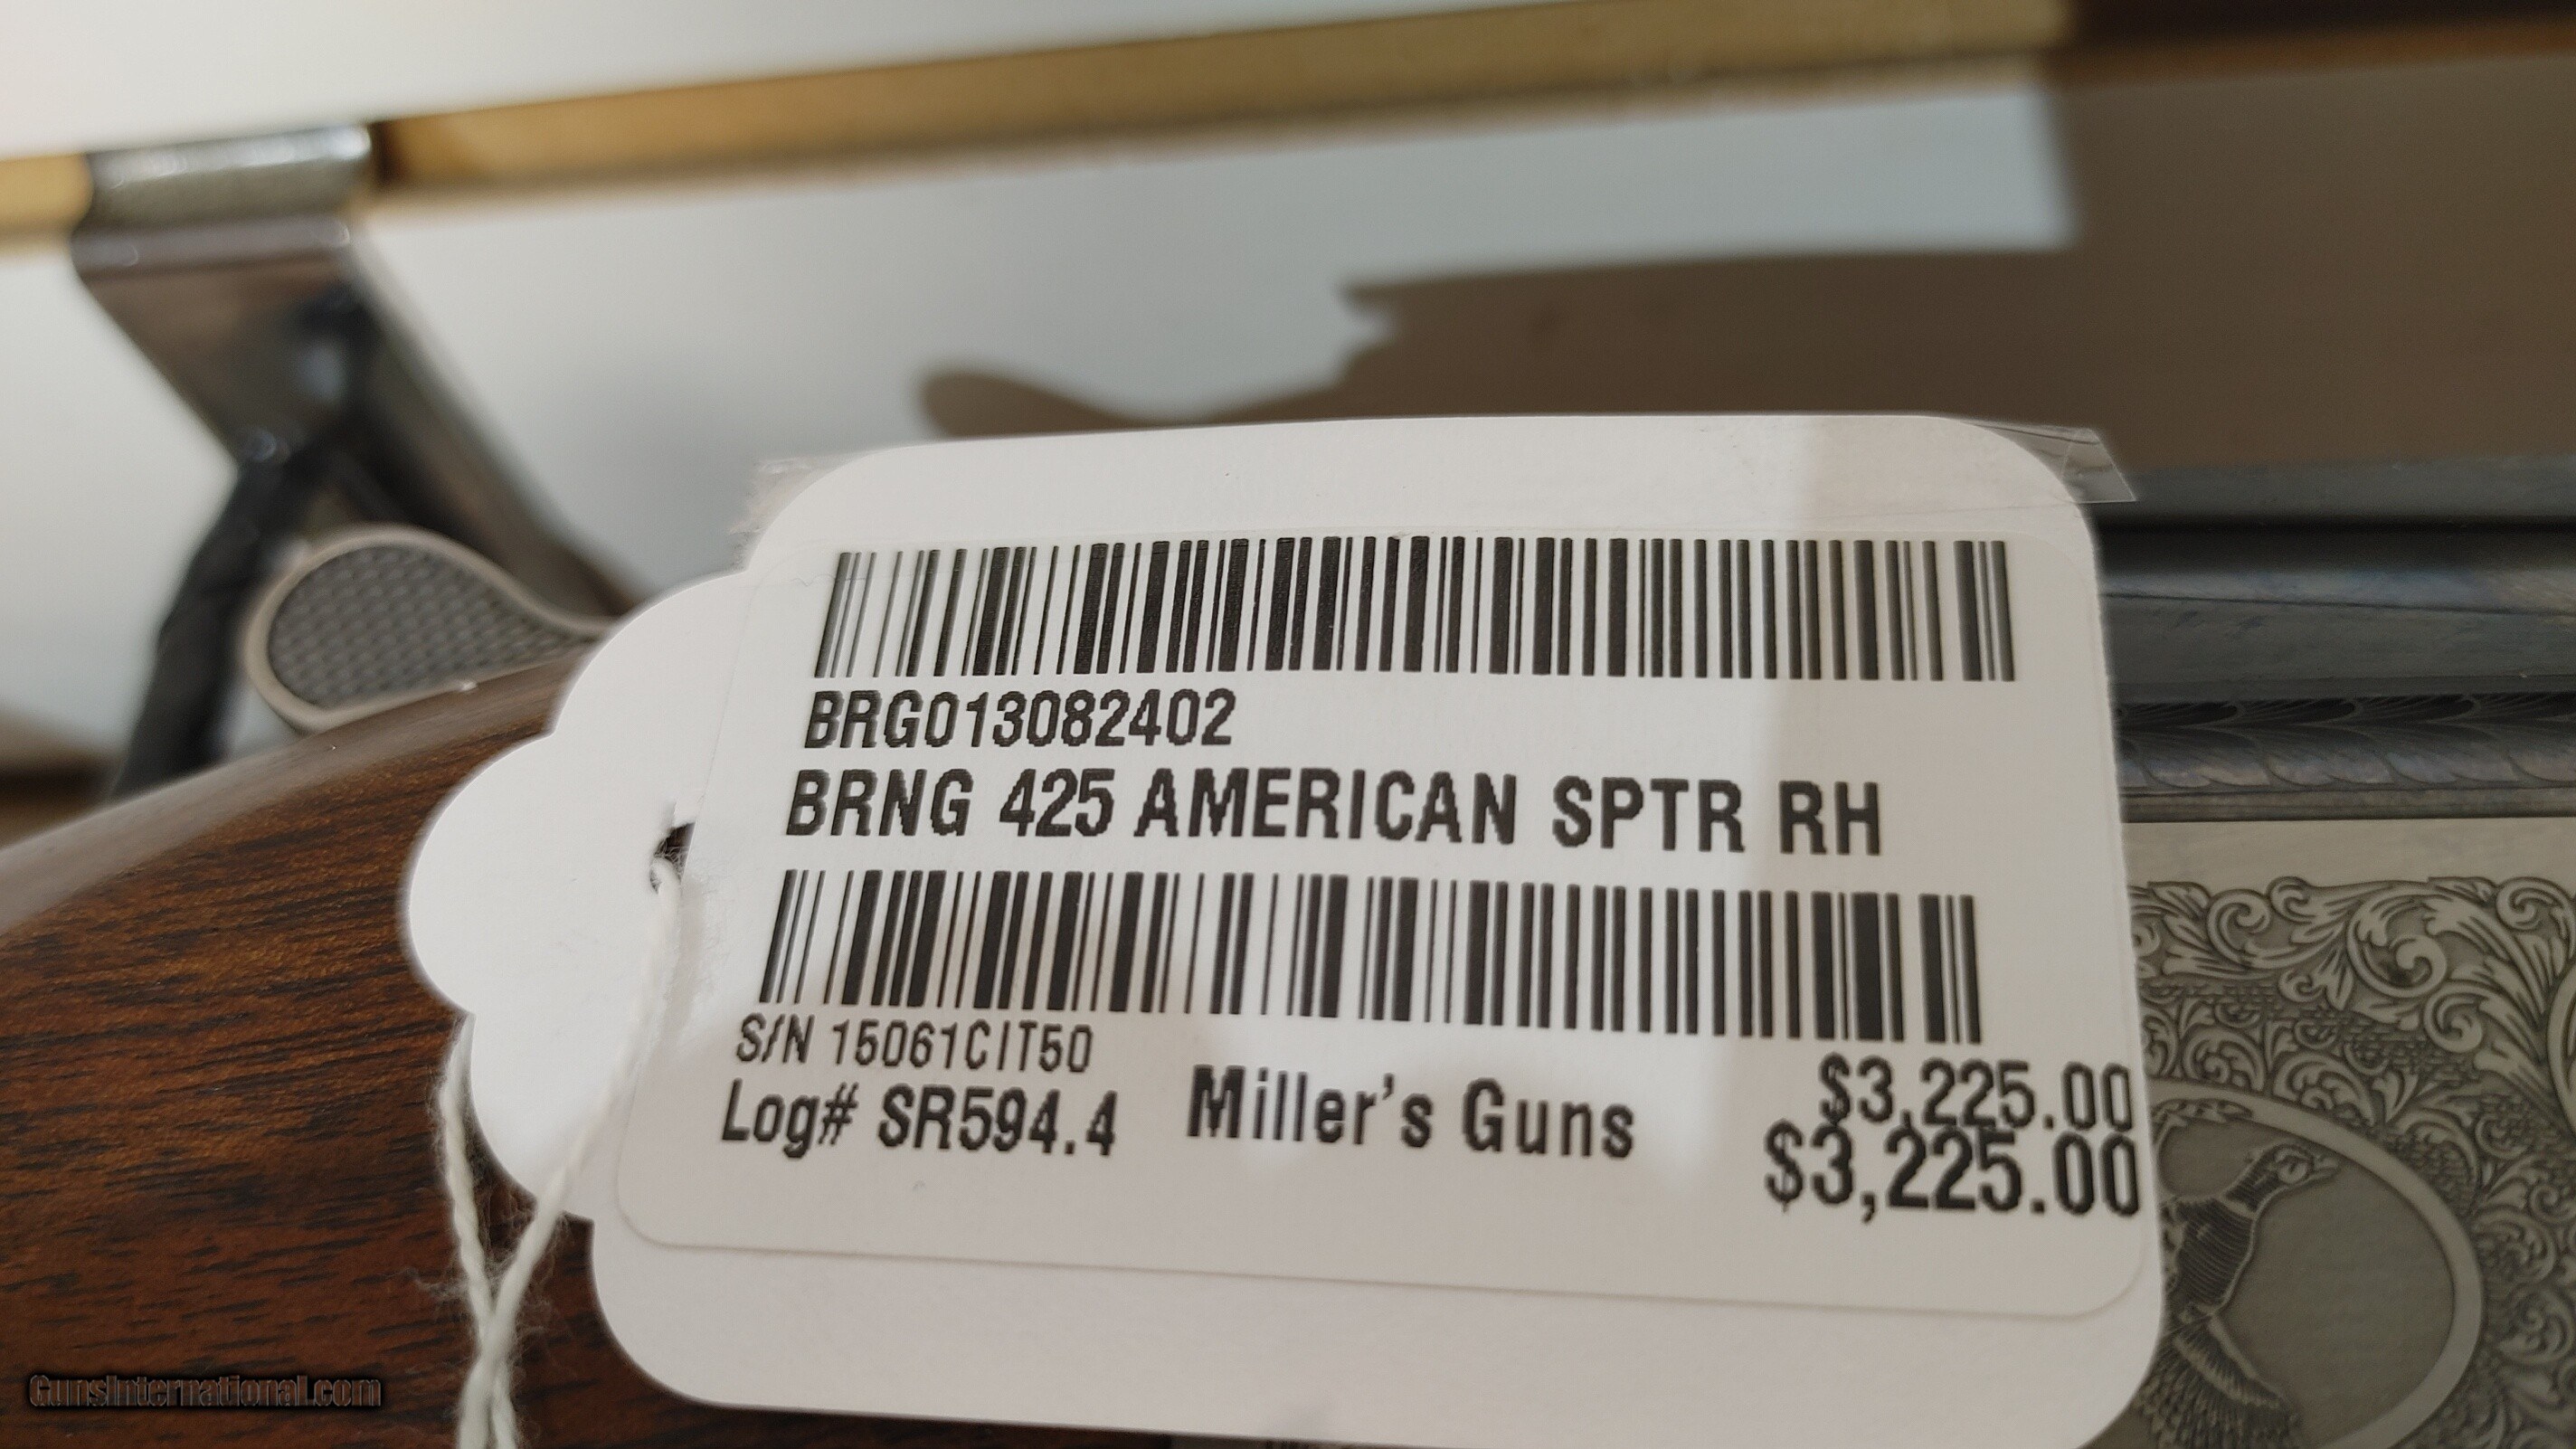 BRG013082402
BRNG 425 AMERICAN SPTR RH
S/N 15061CIT50
$3,225.00
Log# SR594.4 Miller's Guns $3,225.00
GunsInternational.com